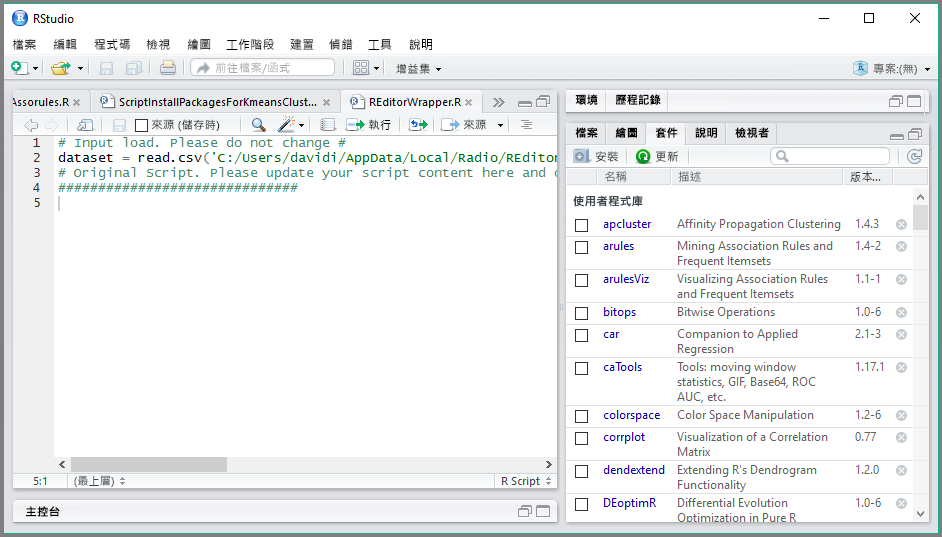 RStudio
檔案 編輯 程式碼 檢視 繪圖 工作階段 建置 偵錯 工具 說明
前往檔案/函式 增益集 專案:(無)
Assorules.R ScriptInstallPackagesForKmeansClust... REditorWrapper.R
來源 (儲存時) 執行 來源
1 # Input load. Please do not change #
2 dataset = read.csv('C:/Users/davidi/AppData/Local/Radio/REditor
3 # Original Script. Please update your script content here and
4 ##############################
5
5:1 (最上層) R Script
主控台
環境 歷程記錄
檔案 繪圖 套件 說明 檢視者
安裝 更新
名稱 描述 版本...
使用者程式庫
apcluster Affinity Propagation Clustering 1.4.3
arules Mining Association Rules and 1.4-2
Frequent Itemsets
arulesViz Visualizing Association Rules 1.1-1
and Frequent Itemsets
bitops Bitwise Operations 1.0-6
car Companion to Applied 2.1-3
Regression
caTools Tools: moving window 1.17.1
statistics, GIF, Base64, ROC
AUC, etc.
colorspace Color Space Manipulation 1.2-6
corrplot Visualization of a Correlation 0.77
Matrix
dendextend Extending R's Dendrogram 1.2.0
Functionality
DEoptimR Differential Evolution 1.0-6
Optimization in Pure R